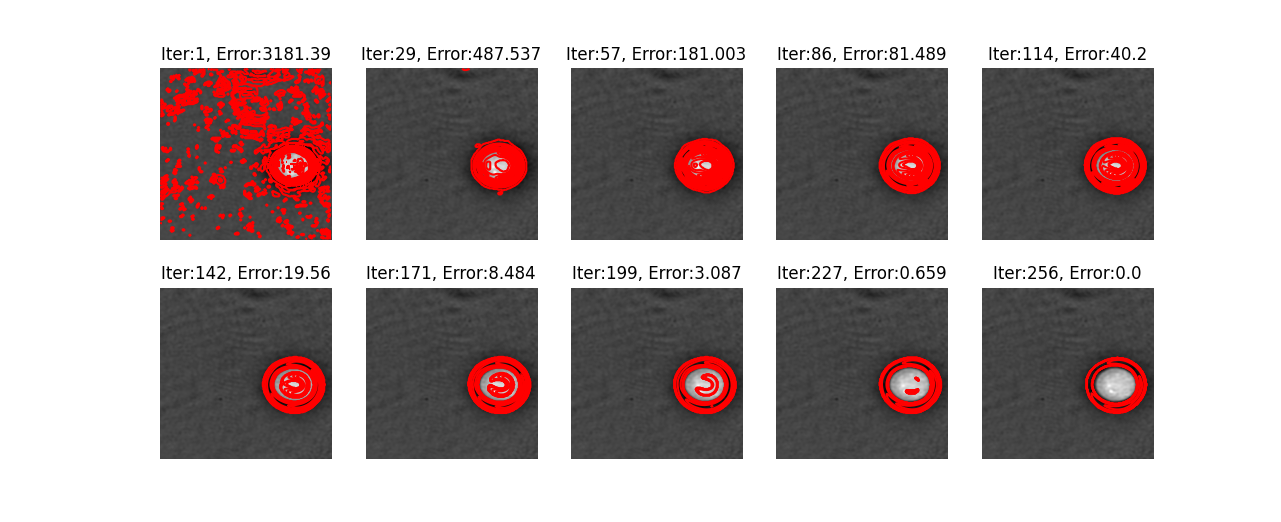 Iter:1, Error:3181.39
Iter:29, Error:487.537
Iter:57, Error:181.003
Iter:86, Error:81.489
Iter:114, Error:40.2
Iter:142, Error:19.56
Iter:171, Error:8.484
Iter:199, Error:3.087
Iter:227, Error:0.659
Iter:256, Error:0.0